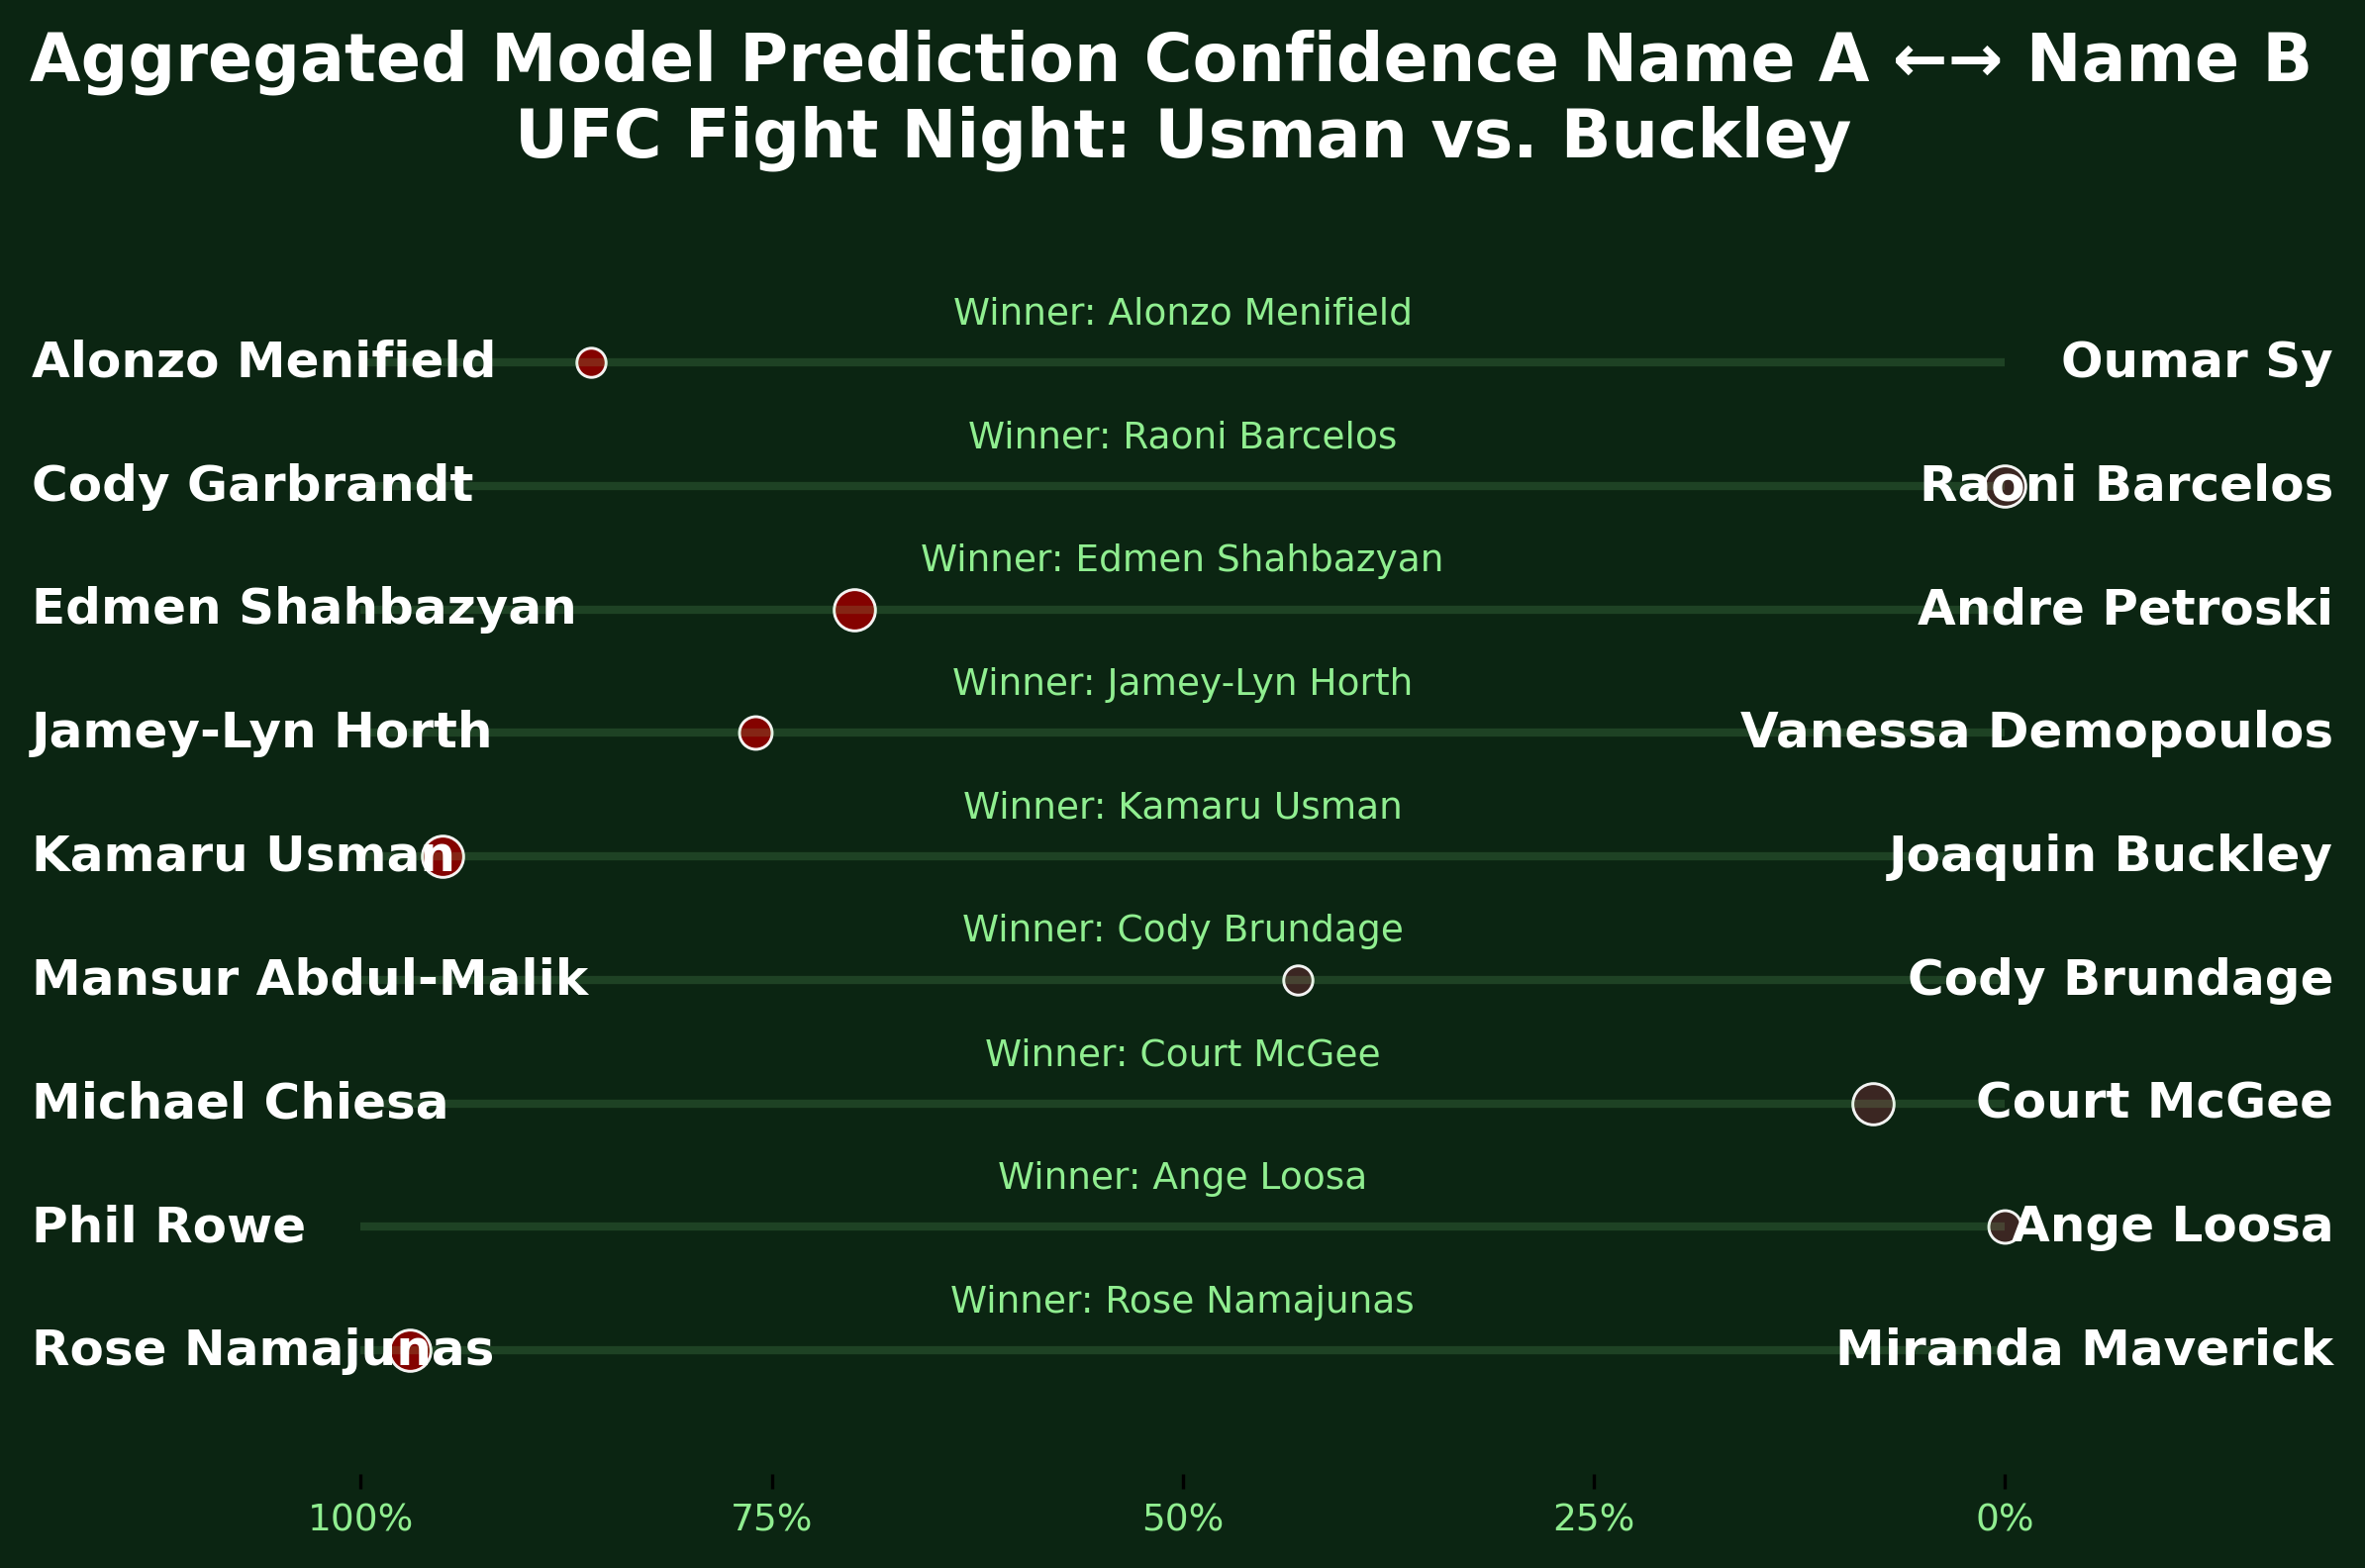 Aggregated Model Prediction Confidence Name A ←→ Name B
UFC Fight Night: Usman vs. Buckley
Winner: Alonzo Menifield
Alonzo Menifield Oumar Sy
Winner: Raoni Barcelos
Cody Garbrandt Raoni Barcelos
Winner: Edmen Shahbazyan
Edmen Shahbazyan Andre Petroski
Winner: Jamey-Lyn Horth
Jamey-Lyn Horth Vanessa Demopoulos
Winner: Kamaru Usman
Kamaru Usman Joaquin Buckley
Winner: Cody Brundage
Mansur Abdul-Malik Cody Brundage
Winner: Court McGee
Michael Chiesa Court McGee
Winner: Ange Loosa
Phil Rowe Ange Loosa
Winner: Rose Namajunas
Rose Namajunas Miranda Maverick
100% 75% 50% 25% 0%